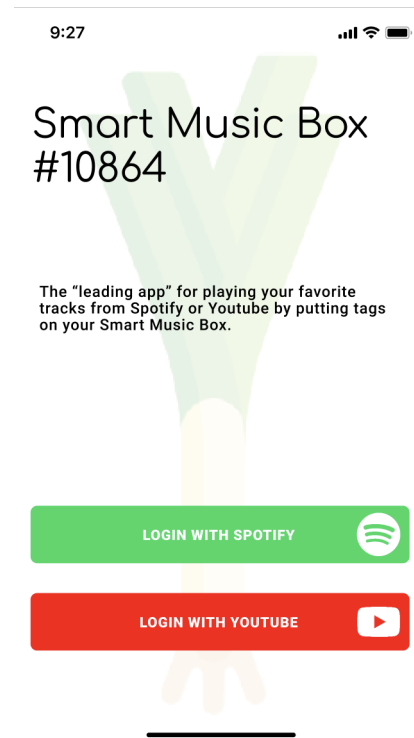 9:27
Smart Music Box
#10864
The “leading app” for playing your favorite
tracks from Spotify or Youtube by putting tags
on your Smart Music Box.
LOGIN WITH SPOTIFY
LOGIN WITH YOUTUBE